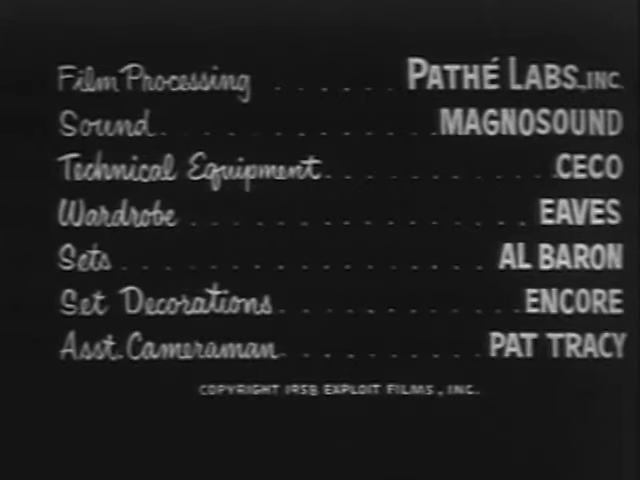 Film Processing . . . . . . PATHÉ LABS., INC.
Sound . . . . . . . . . . . . . MAGNOSOUND
Technical Equipment . . . . . . . . . . . CECO
Wardrobe . . . . . . . . . . . . . . . . EAVES
Sets . . . . . . . . . . . . . . . . . AL BARON
Set Decorations . . . . . . . . . . . ENCORE
Asst. Cameraman . . . . . . . . . . PAT TRACY
COPYRIGHT 1958 EXPLOIT FILMS, INC.